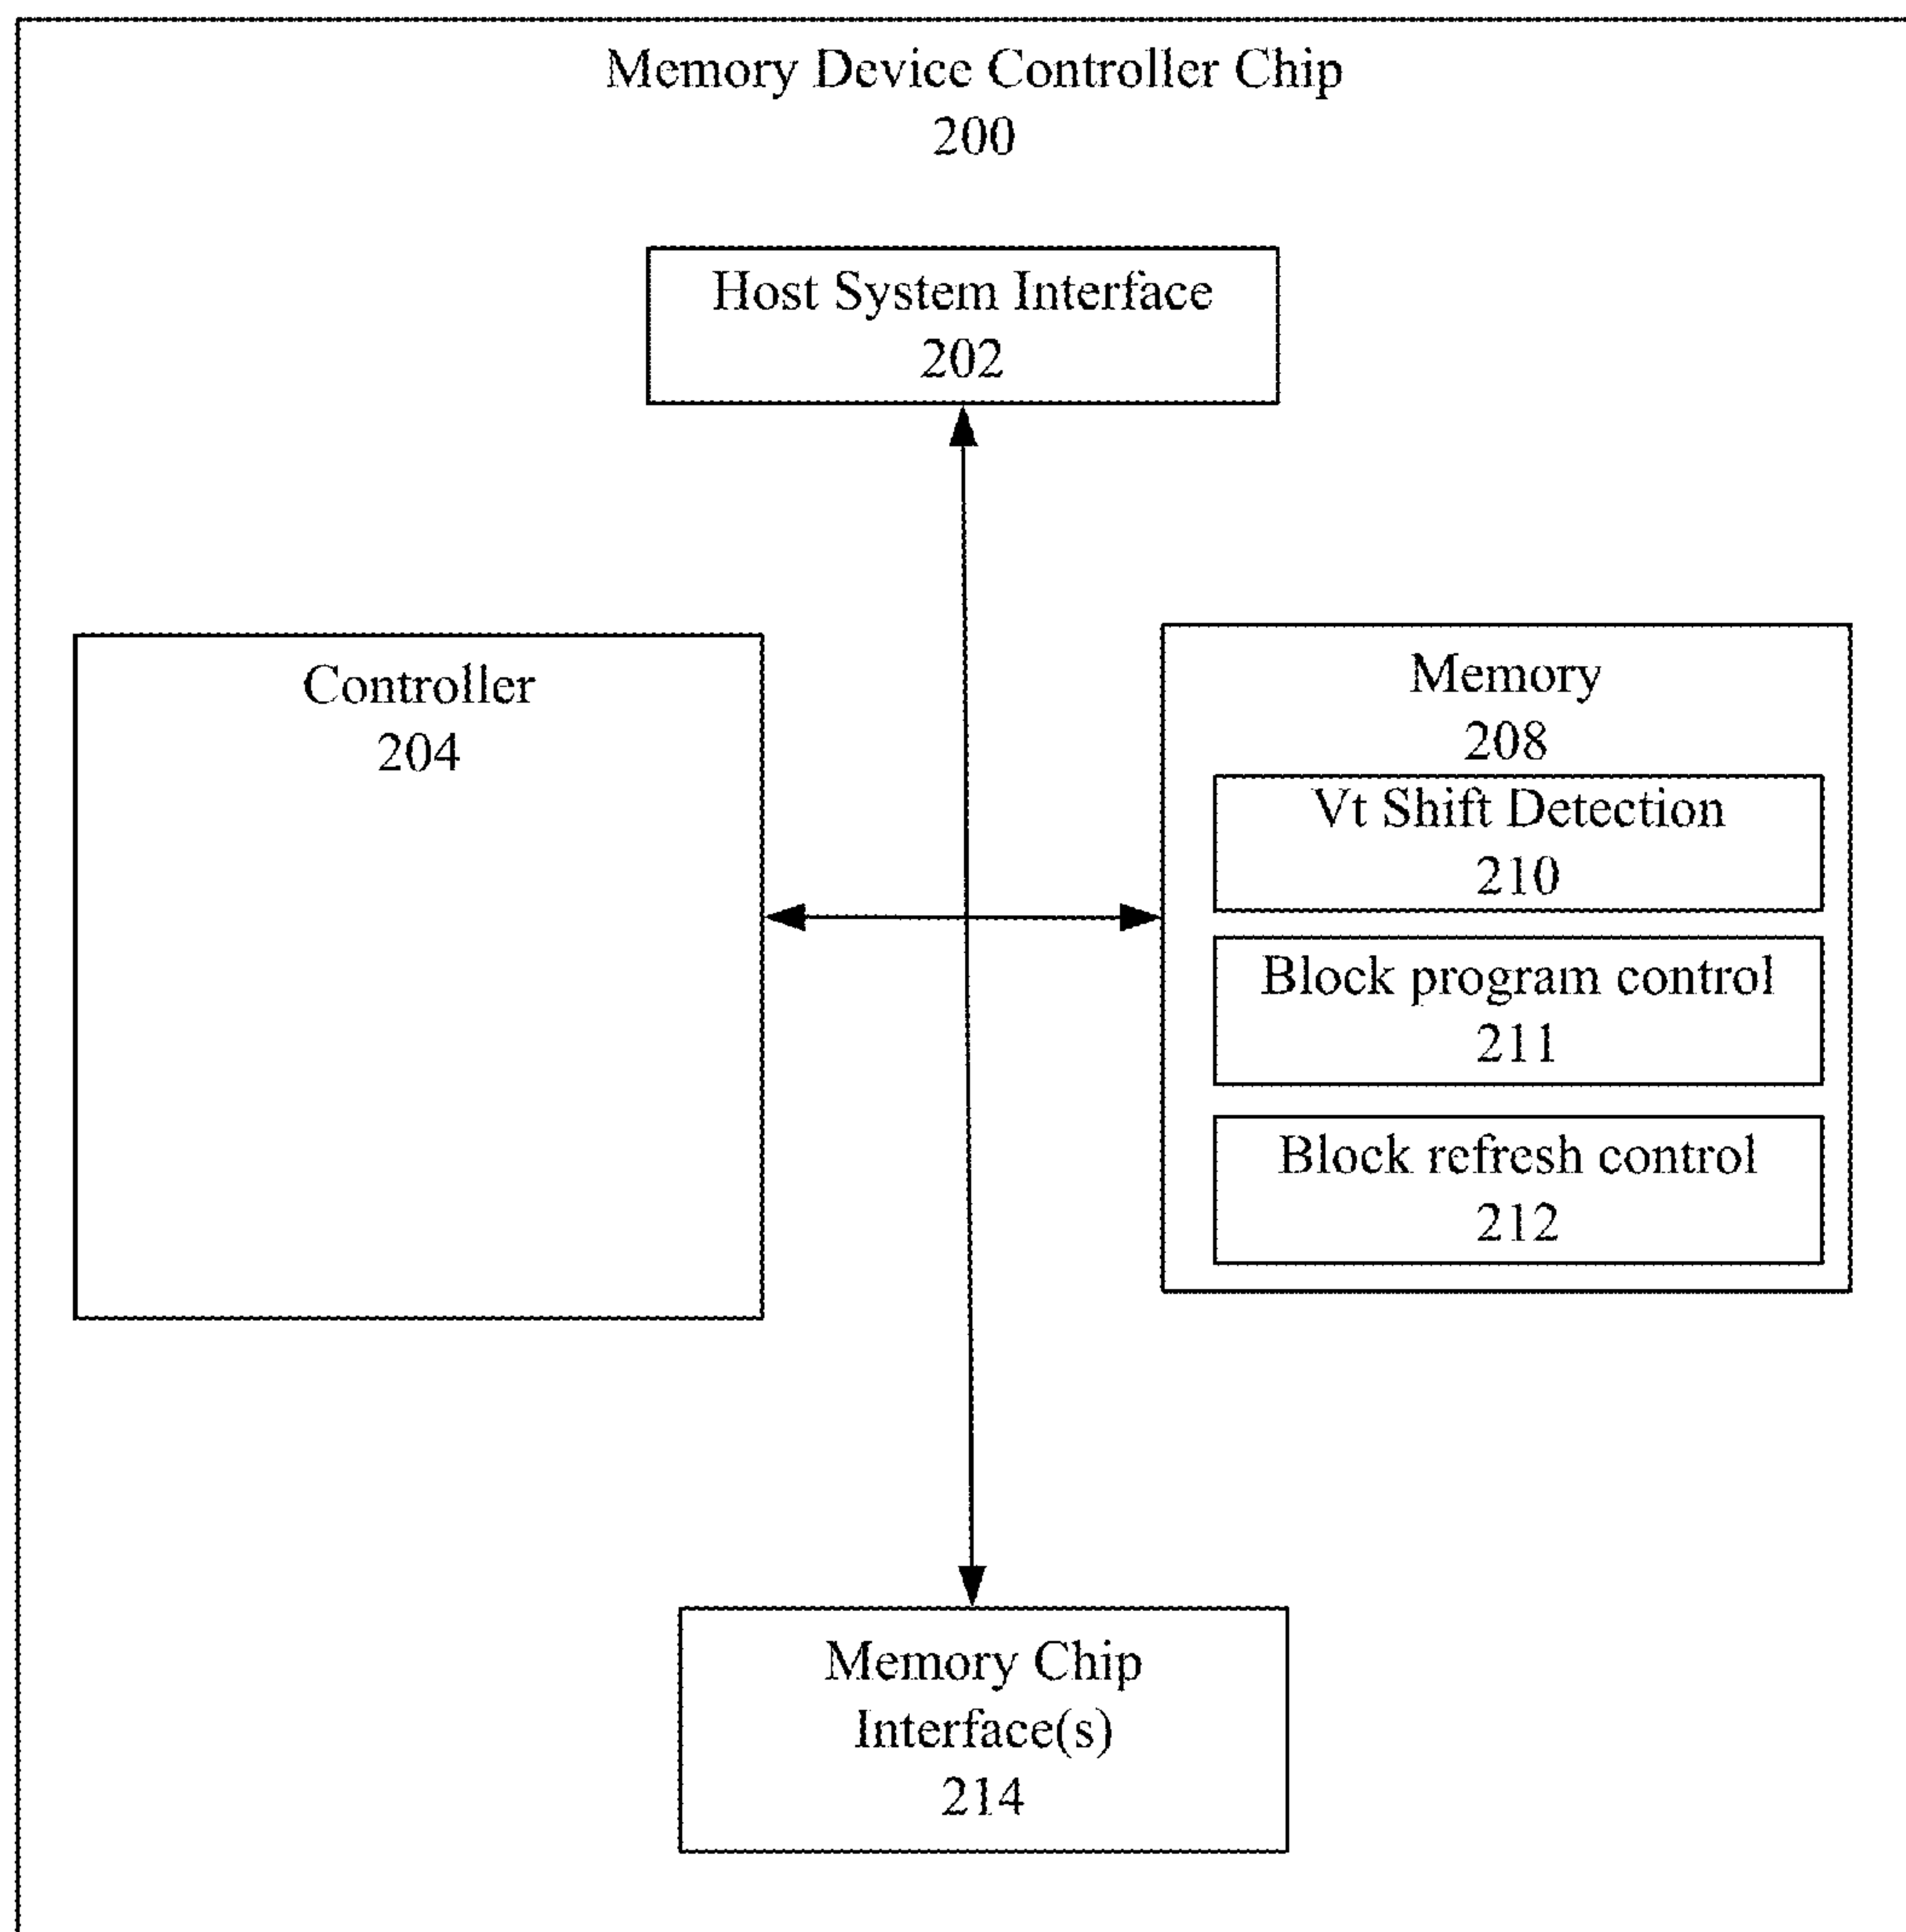 Memory Device Controller Chip
200
Host System Interface
202
Controller
204
Memory
208
Vt Shift Detection
210
Block program control
211
Block refresh control
212
Memory Chip
Interface(s)
214